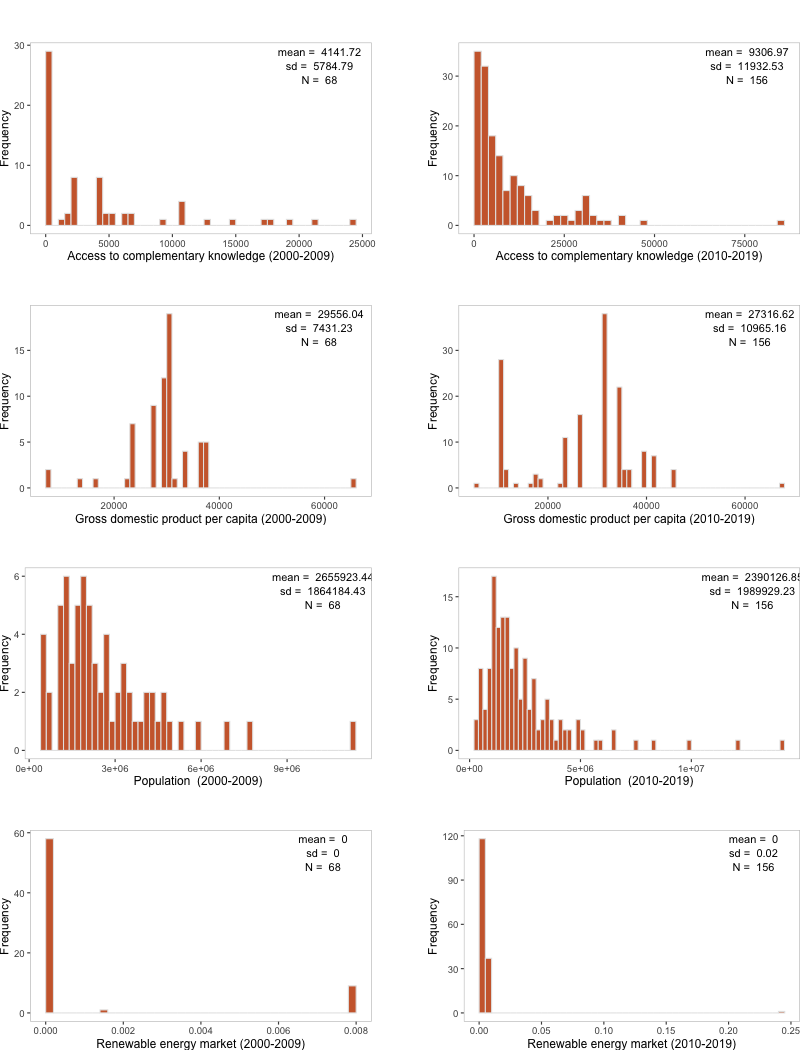 mean = 4141.72
sd = 5784.79
N = 68
Frequency
30
20
10
0
0 5000 10000 15000 20000 25000
Access to complementary knowledge (2000-2009)
mean = 9306.97
sd = 11932.53
N = 156
Frequency
30
20
10
0
0 25000 50000 75000
Access to complementary knowledge (2010-2019)
mean = 29556.04
sd = 7431.23
N = 68
Frequency
15
10
5
0
20000 40000 60000
Gross domestic product per capita (2000-2009)
mean = 27316.62
sd = 10965.16
N = 156
Frequency
30
20
10
0
20000 40000 60000
Gross domestic product per capita (2010-2019)
mean = 2655923.44
sd = 1864184.43
N = 68
Frequency
6
4
2
0
0e+00 3e+06 6e+06 9e+06
Population (2000-2009)
mean = 2390126.85
sd = 1989929.23
N = 156
Frequency
15
10
5
0
0e+00 5e+06 1e+07
Population (2010-2019)
mean = 0
sd = 0
N = 68
Frequency
60
40
20
0
0.000 0.002 0.004 0.006 0.008
Renewable energy market (2000-2009)
mean = 0
sd = 0.02
N = 156
Frequency
120
90
60
30
0
0.00 0.05 0.10 0.15 0.20 0.25
Renewable energy market (2010-2019)